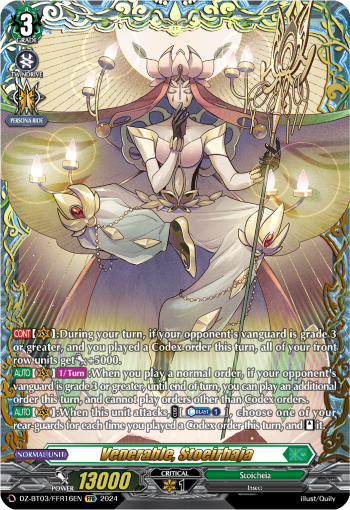 3
GRADE
TWINDRIVE
PERSONA RIDE
CONT :During your turn, if your opponent's vanguard is grade 3
or greater, and you played a Codex order this turn, all of your front
row units get +5000.
AUTO 1/Turn :When you play a normal order, if your opponent's
vanguard is grade 3 or greater, until end of turn, you can play an additional
order this turn, and cannot play orders other than Codex orders.
AUTO :When this unit attacks, BLAST 1 , choose one of your
rear-guards for each time you played a Codex order this turn, and it.
NORMAL UNIT
Venerable, Stoeirhaja
POWER 13000 CRITICAL 1
Stoicheia
Insect
D DZ-BT03/FFR16EN FFR 2024 illust/Quily